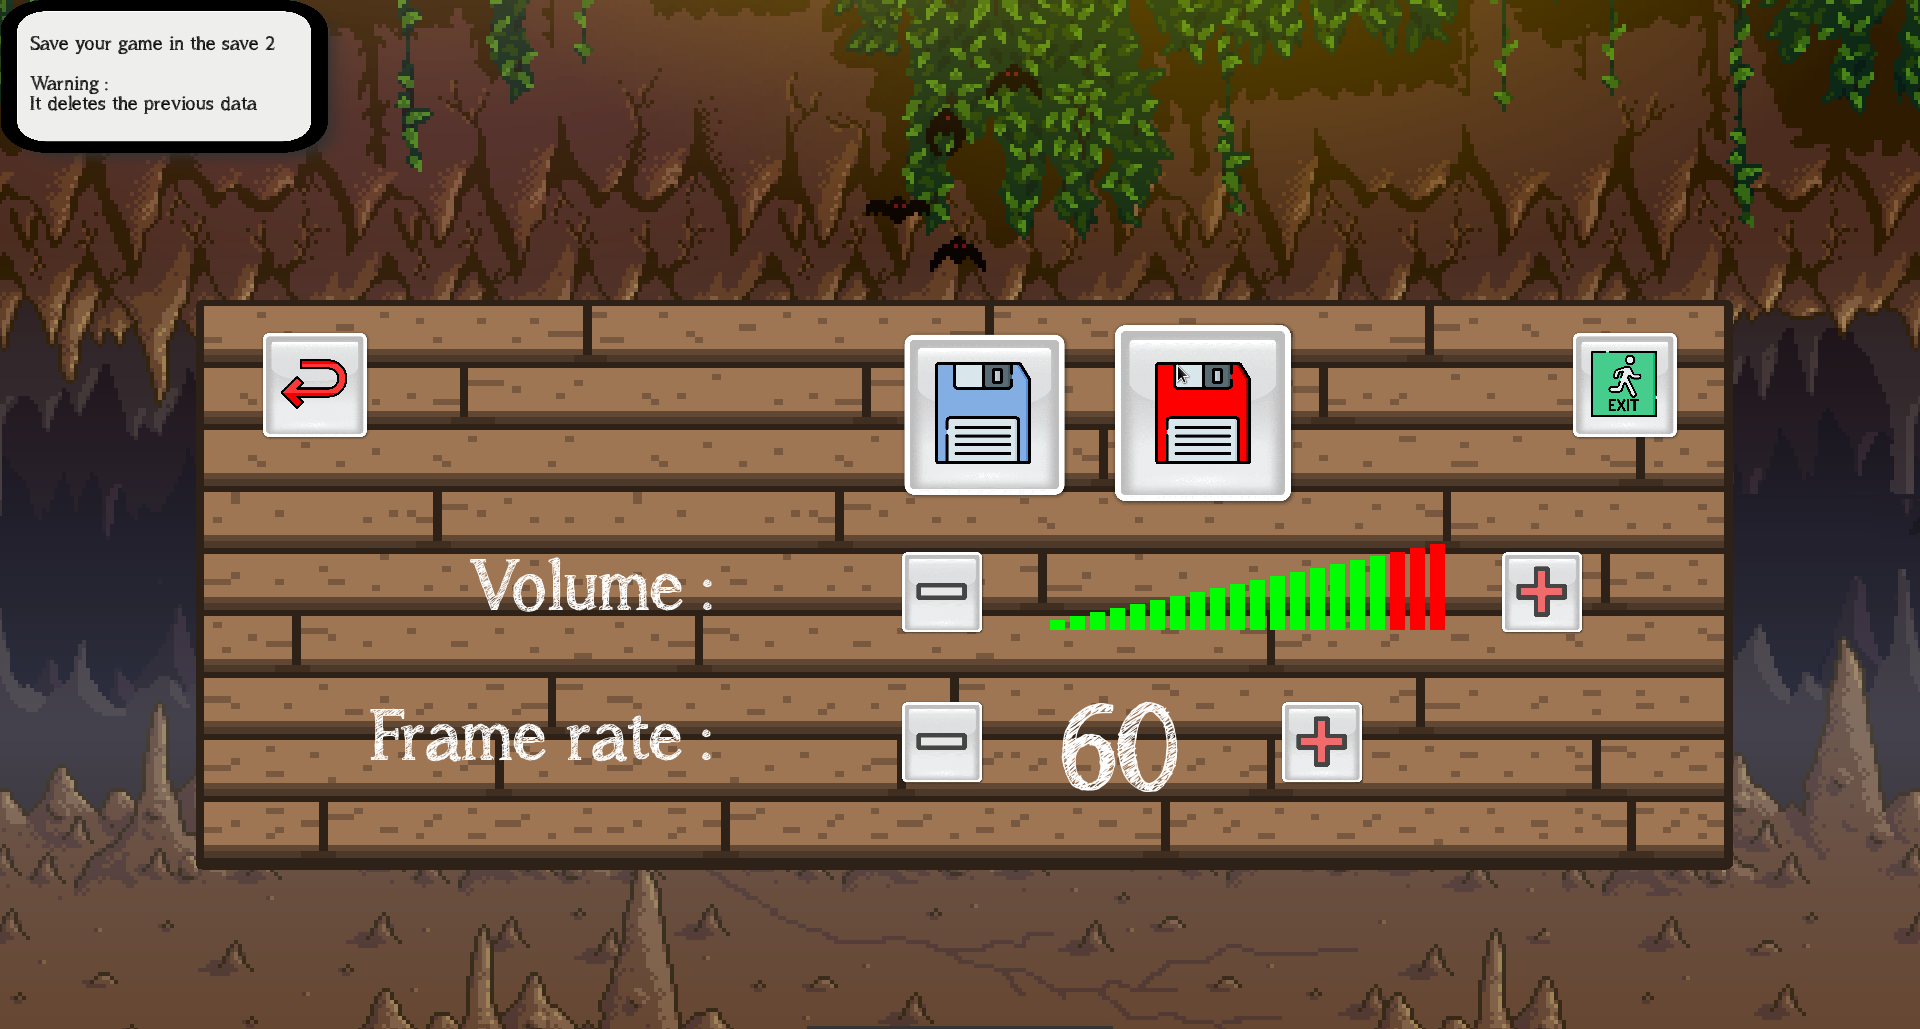 Save your game in the save 2
Warning :
It deletes the previous data
EXIT
Volume :
Frame rate :
60